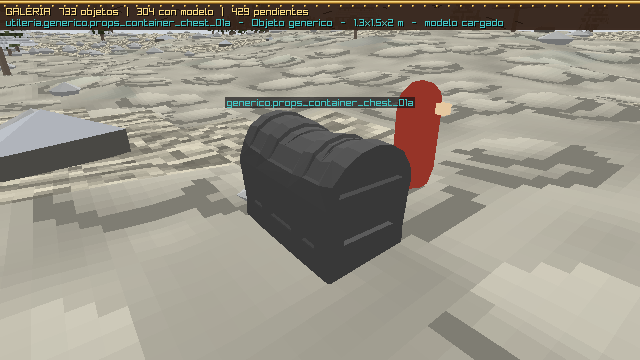 GALERIA 733 objetos | 304 con modelo | 429 pendientes
utileria.generico.props_container_chest_01a - Objeto generico - 1.3x1.5x2 m - modelo cargado
generico.props_container_chest_01a